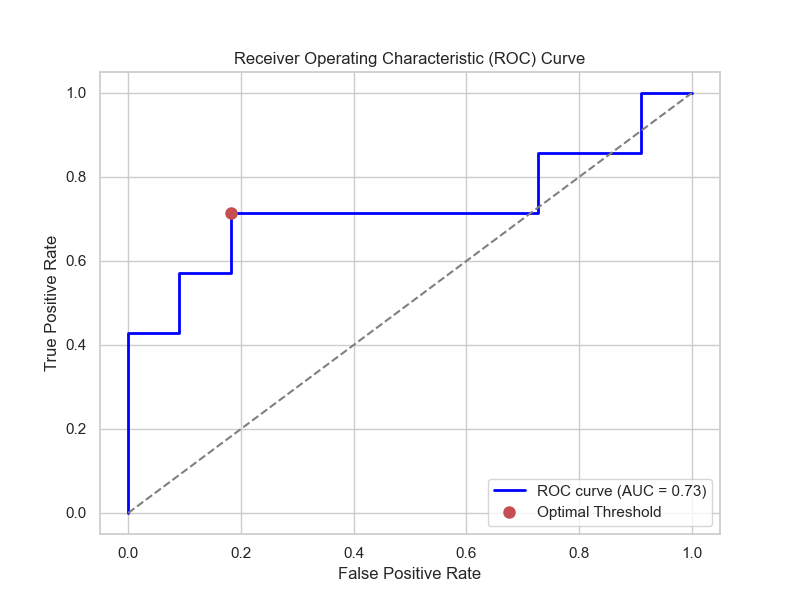 Receiver Operating Characteristic (ROC) Curve
True Positive Rate
1.0
0.8
0.6
0.4
0.2
0.0
ROC curve (AUC = 0.73)
Optimal Threshold
0.0 0.2 0.4 0.6 0.8 1.0
False Positive Rate